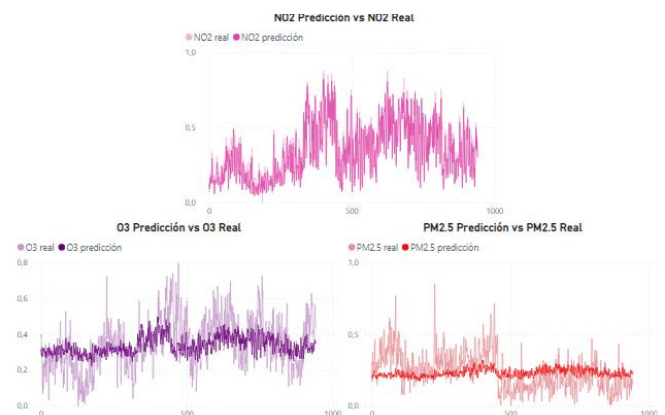 NO2 Predicción vs NO2 Real
NO2 real NO2 predicción
1,0
0,5
0,0
0 500 1000
O3 Predicción vs O3 Real
O3 real O3 predicción
0,8
0,6
0,4
0,2
0,0
0 500 1000
PM2.5 Predicción vs PM2.5 Real
PM2.5 real PM2.5 predicción
1,0
0,5
0,0
0 500 1000